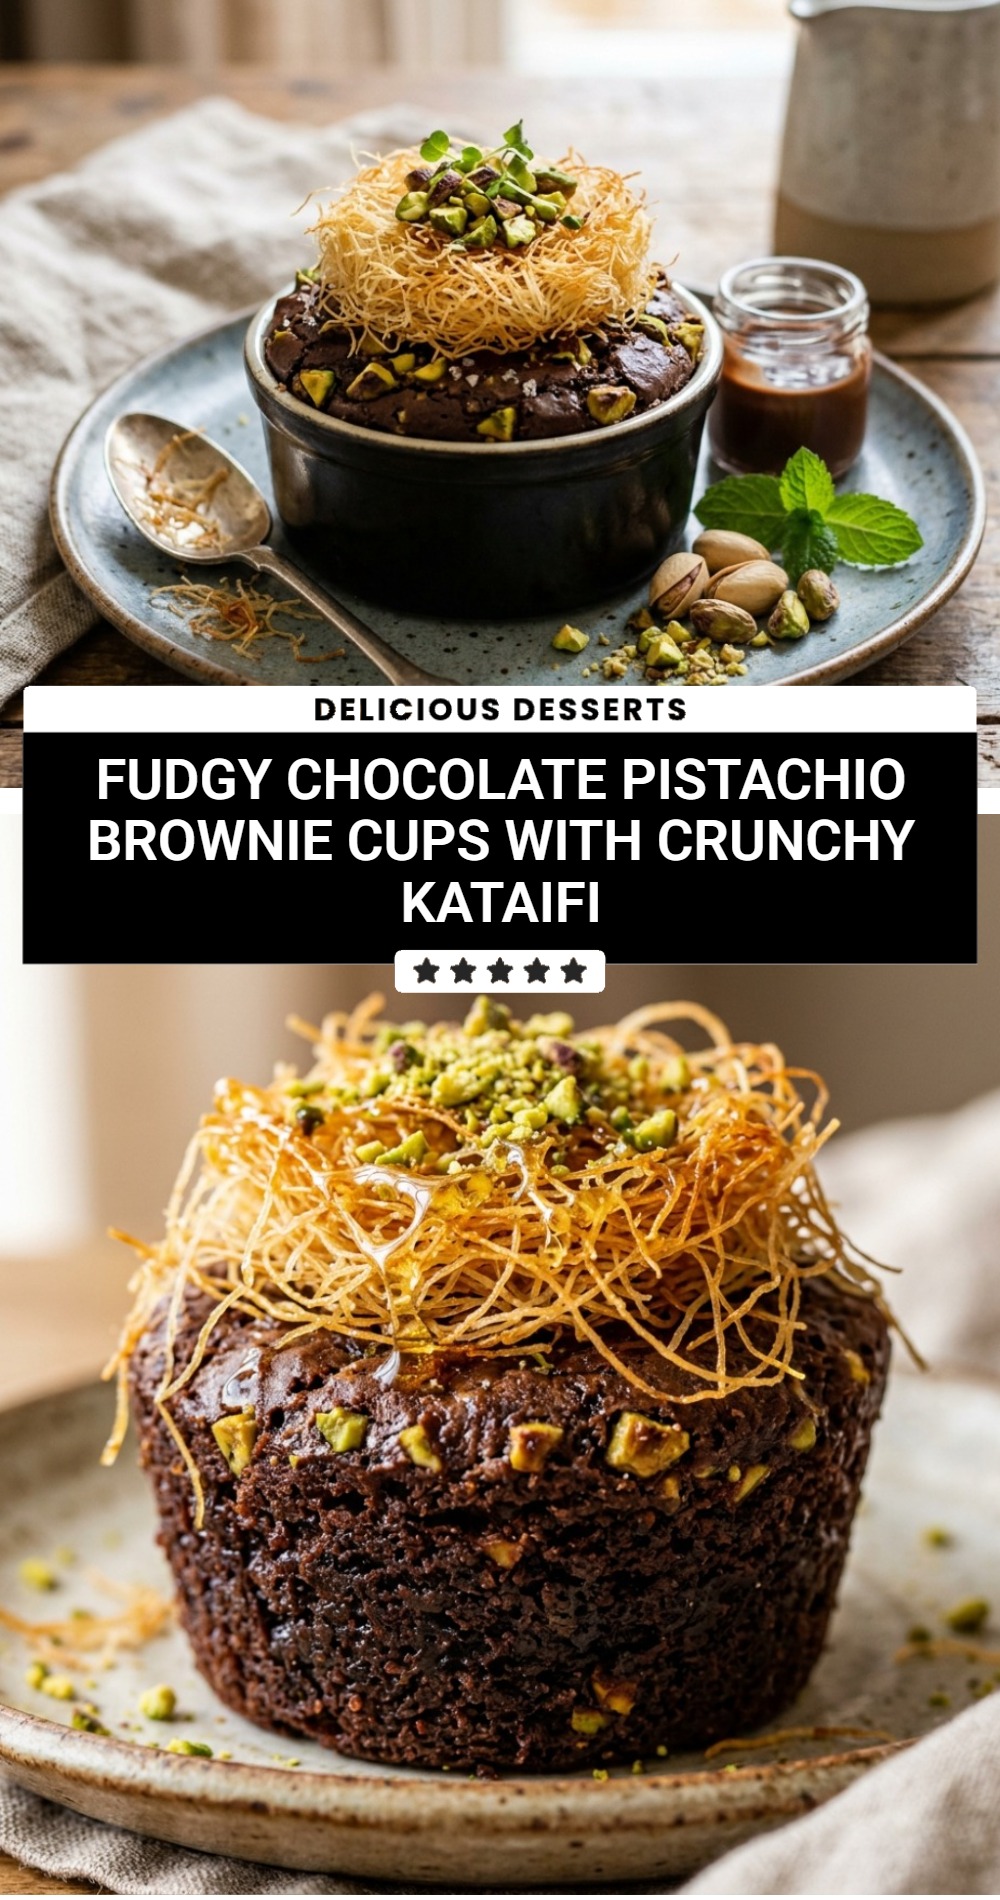 DELICIOUS DESSERTS
FUDGY CHOCOLATE PISTACHIO
BROWNIE CUPS WITH CRUNCHY
KATAIFI